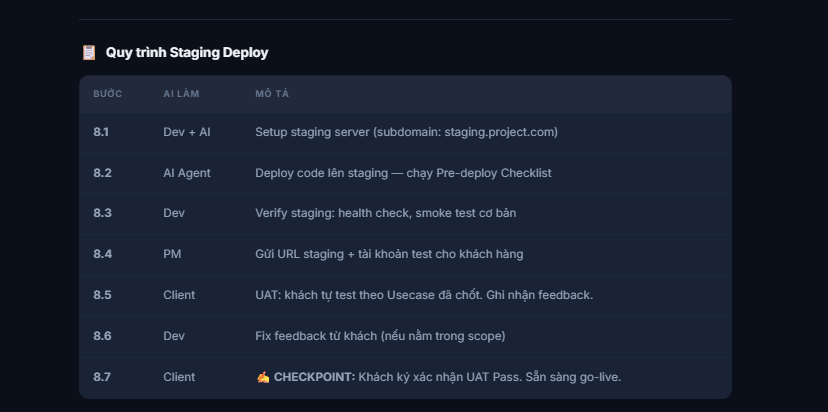 📋 Quy trình Staging Deploy
BƯỚC AI LÀM MÔ TẢ
8.1 Dev + AI Setup staging server (subdomain: staging.project.com)
8.2 AI Agent Deploy code lên staging — chạy Pre-deploy Checklist
8.3 Dev Verify staging: health check, smoke test cơ bản
8.4 PM Gửi URL staging + tài khoản test cho khách hàng
8.5 Client UAT: khách tự test theo Usecase đã chốt. Ghi nhận feedback.
8.6 Dev Fix feedback từ khách (nếu nằm trong scope)
8.7 Client ✍️ CHECKPOINT: Khách ký xác nhận UAT Pass. Sẵn sàng go-live.